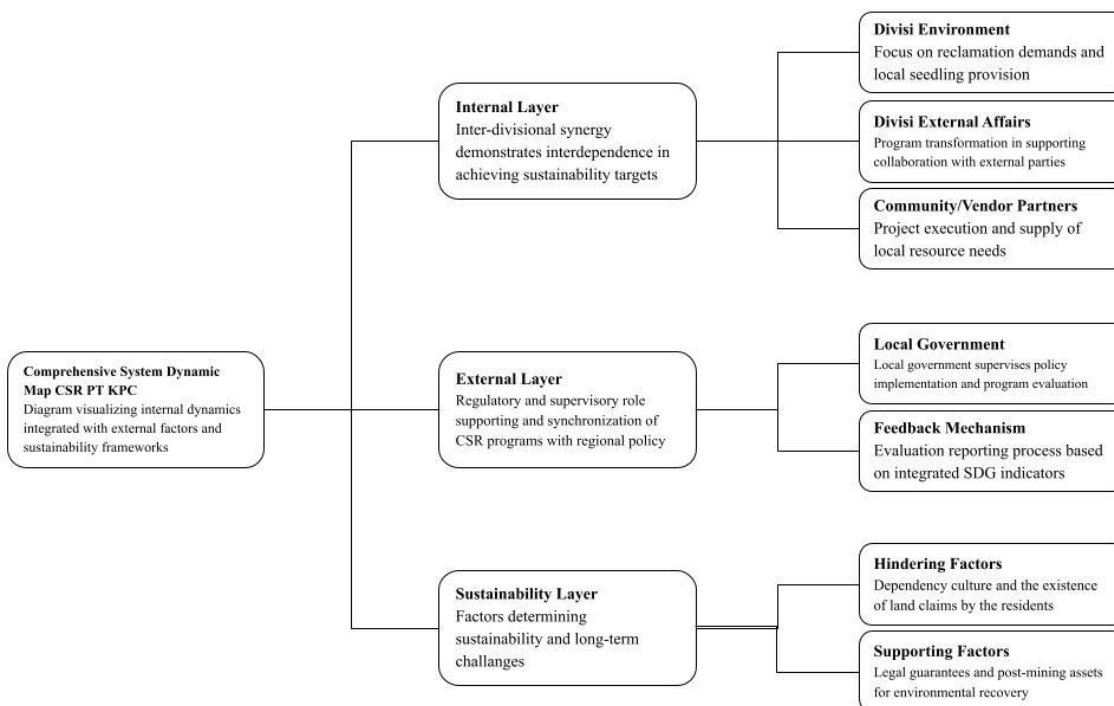 Comprehensive System Dynamic
Map CSR PT KPC
Diagram visualizing internal dynamics
integrated with external factors and
sustainability frameworks
Internal Layer
Inter-divisional synergy
demonstrates interdependence in
achieving sustainability targets
Divisi Environment
Focus on reclamation demands and
local seedling provision
Divisi External Affairs
Program transformation in supporting
collaboration with external parties
Community/Vendor Partners
Project execution and supply of
local resource needs
External Layer
Regulatory and supervisory role
supporting and synchronization of
CSR programs with regional policy
Local Government
Local government supervises policy
implementation and program evaluation
Feedback Mechanism
Evaluation reporting process based
on integrated SDG indicators
Sustainability Layer
Factors determining
sustainability and long-term
challanges
Hindering Factors
Dependency culture and the existence
of land claims by the residents
Supporting Factors
Legal guarantees and post-mining assets
for environmental recovery